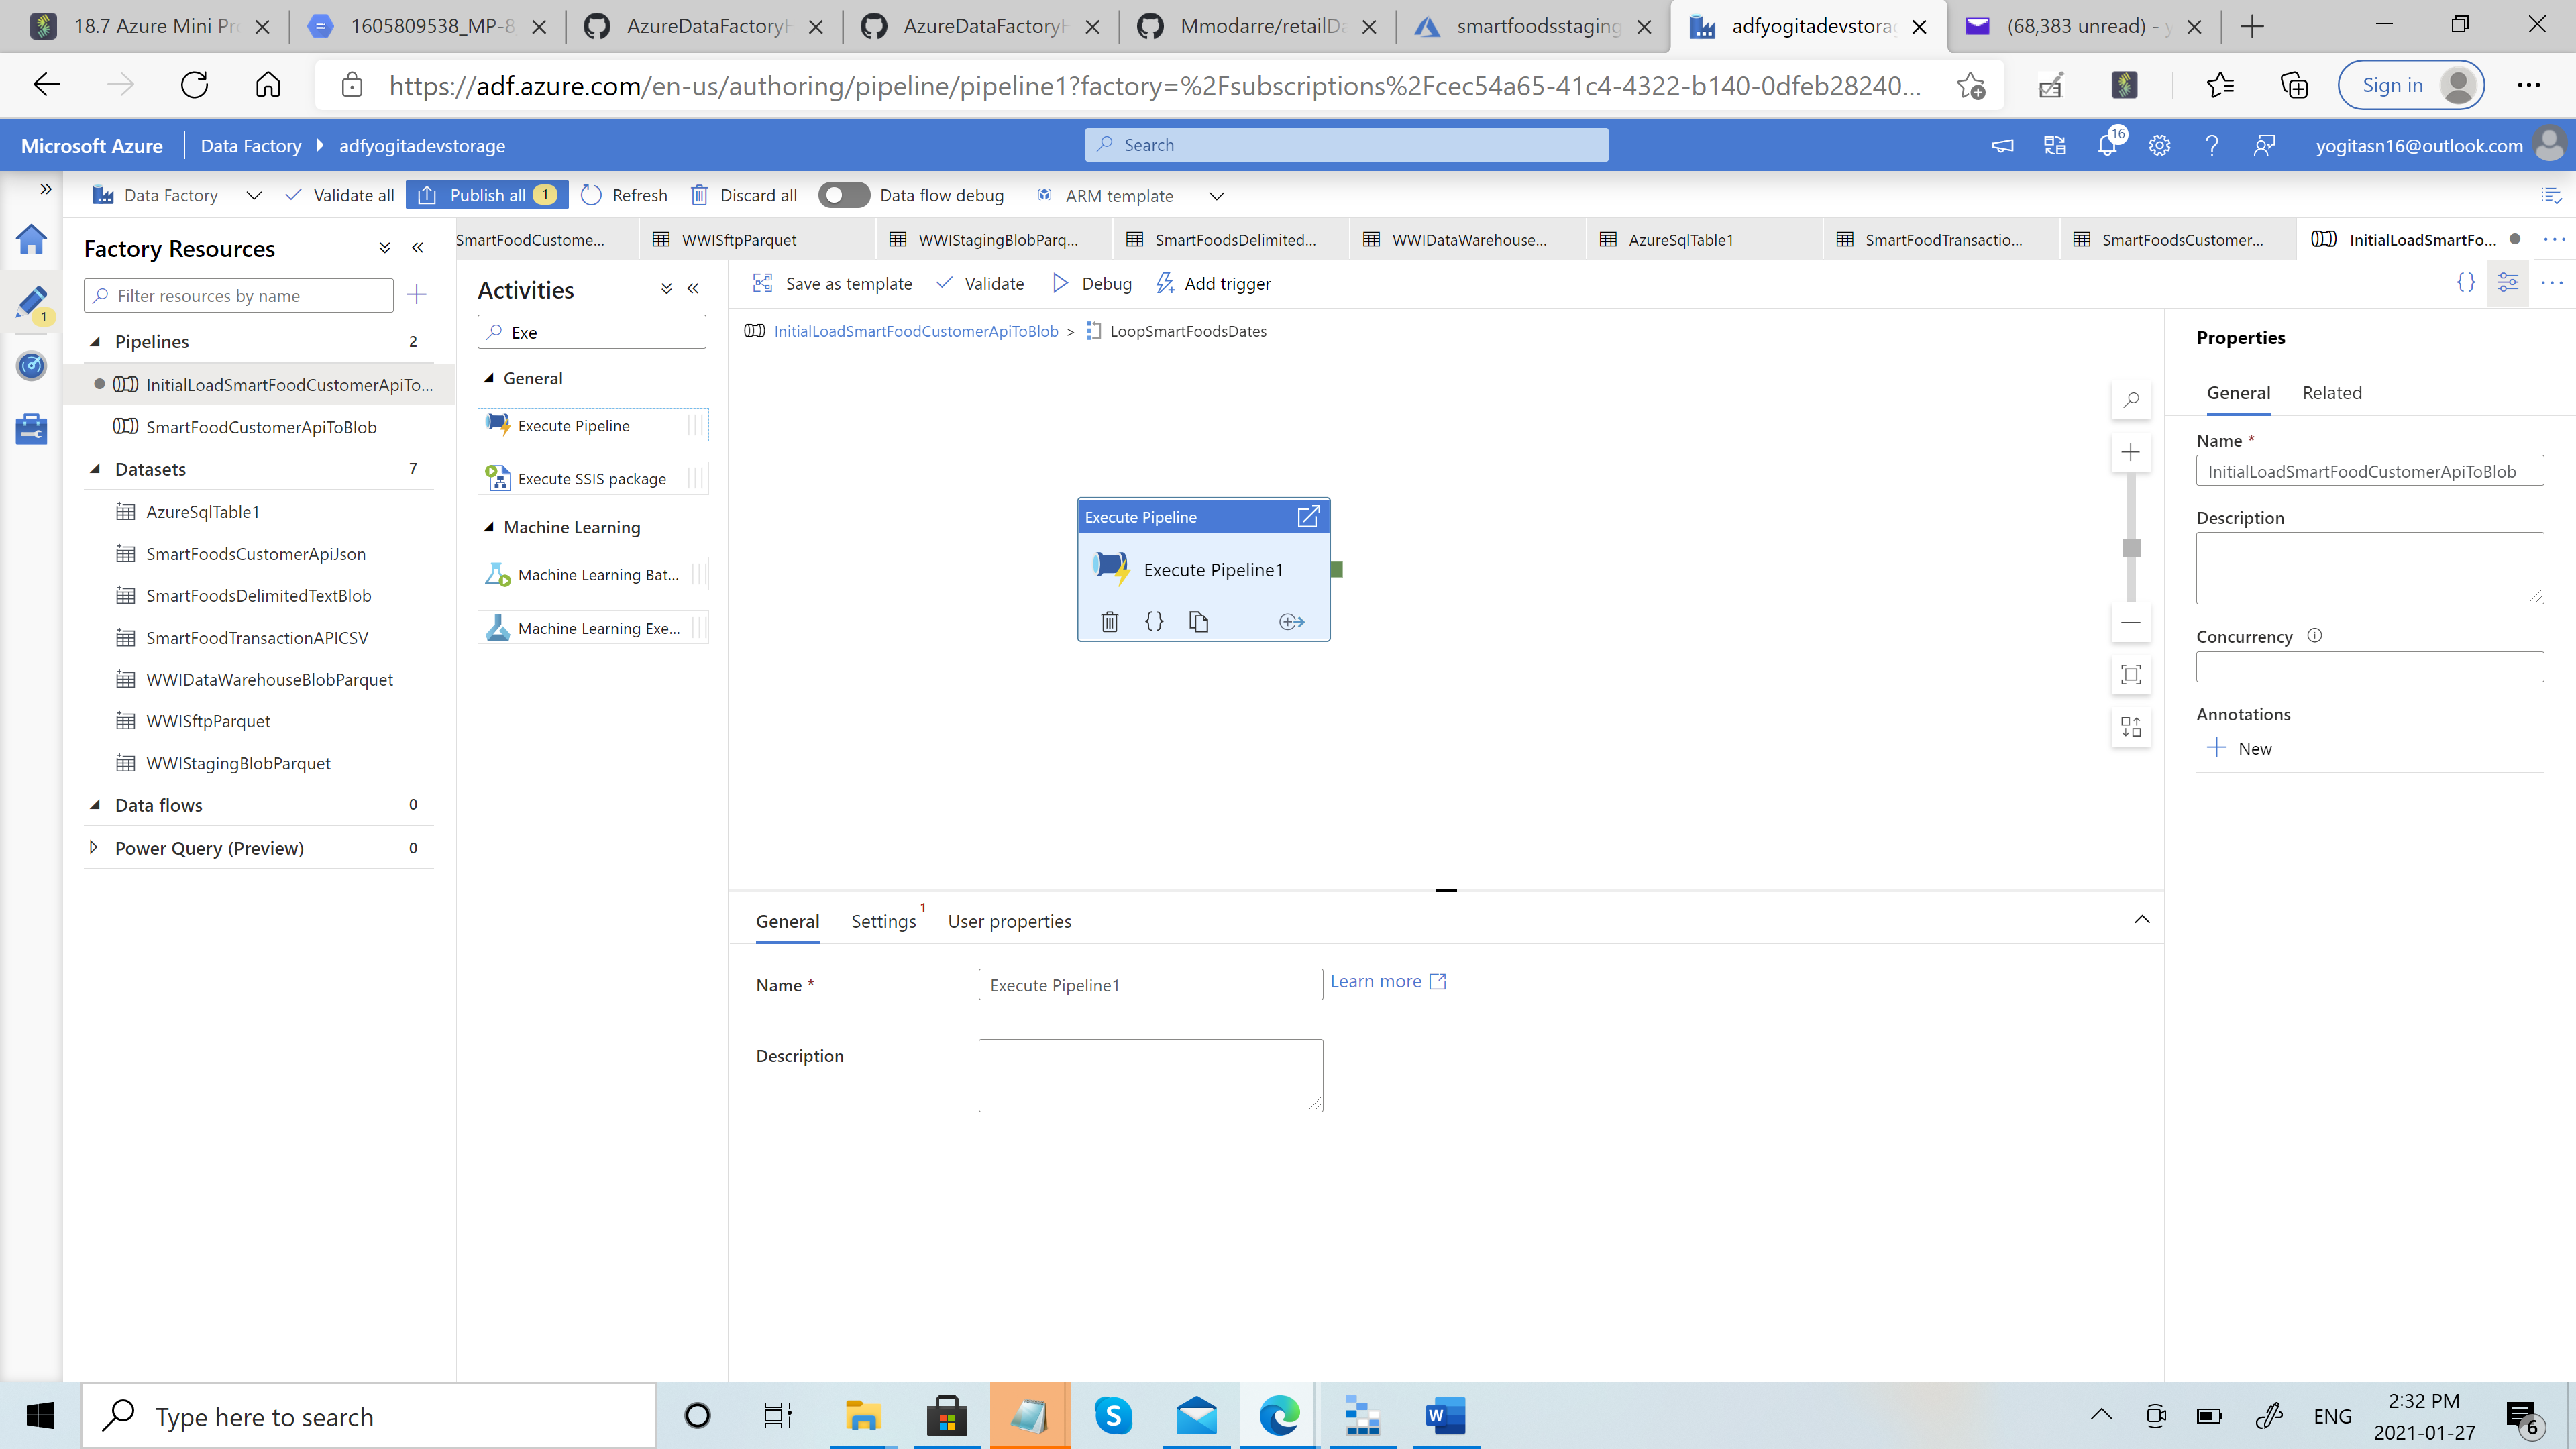 18.7 Azure Mini Pr
1605809538_MP-8
AzureDataFactoryH
AzureDataFactoryH
Mmodarre/retailDa
smartfoodsstaging
adfyogitadevstorag
(68,383 unread) - y
https://adf.azure.com/en-us/authoring/pipeline/pipeline1?factory=%2Fsubscriptions%2Fcec54a65-41c4-4322-b140-0dfeb28240...
Sign in
Microsoft Azure
Data Factory
adfyogitadevstorage
Search
16
yogitasn16@outlook.com
Data Factory
Validate all
Publish all 1
Refresh
Discard all
Data flow debug
ARM template
Factory Resources
SmartFoodCustome...
WWISftpParquet
WWIStagingBlobParq...
SmartFoodsDelimited...
WWIDataWarehouse...
AzureSqlTable1
SmartFoodTransactio...
SmartFoodsCustomer...
InitialLoadSmartFo...
Filter resources by name
1
Pipelines 2
InitialLoadSmartFoodCustomerApiTo...
SmartFoodCustomerApiToBlob
Datasets 7
AzureSqlTable1
SmartFoodsCustomerApiJson
SmartFoodsDelimitedTextBlob
SmartFoodTransactionAPICSV
WWIDataWarehouseBlobParquet
WWISftpParquet
WWIStagingBlobParquet
Data flows 0
Power Query (Preview) 0
Activities
Exe
General
Execute Pipeline
Execute SSIS package
Machine Learning
Machine Learning Bat...
Machine Learning Exe...
Save as template
Validate
Debug
Add trigger
InitialLoadSmartFoodCustomerApiToBlob > LoopSmartFoodsDates
Execute Pipeline
Execute Pipeline1
General
Settings 1
User properties
Name *
Execute Pipeline1
Learn more
Description
Properties
General
Related
Name *
InitialLoadSmartFoodCustomerApiToBlob
Description
Concurrency
Annotations
New
Type here to search
ENG
2:32 PM
2021-01-27
6